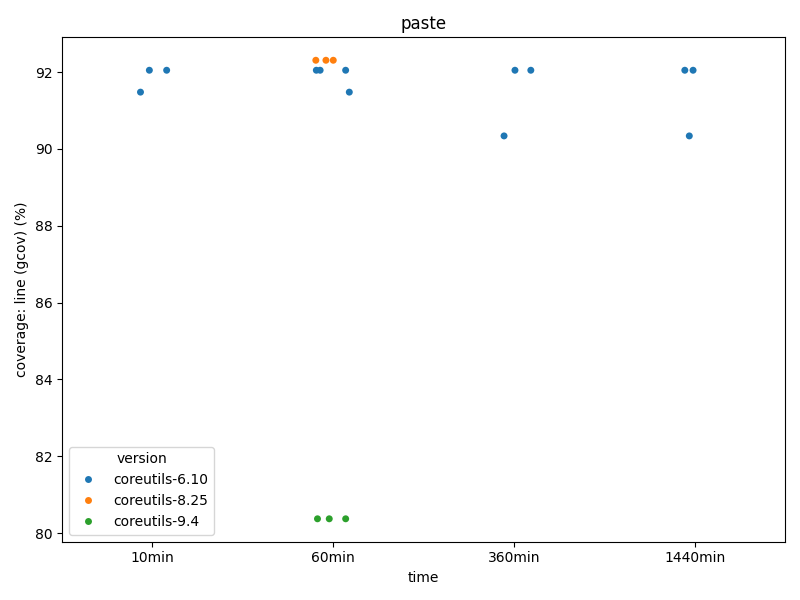 paste
coverage: line (gcov) (%)
92
90
88
86
84
82
80
version
coreutils-6.10
coreutils-8.25
coreutils-9.4
10min
60min
360min
1440min
time